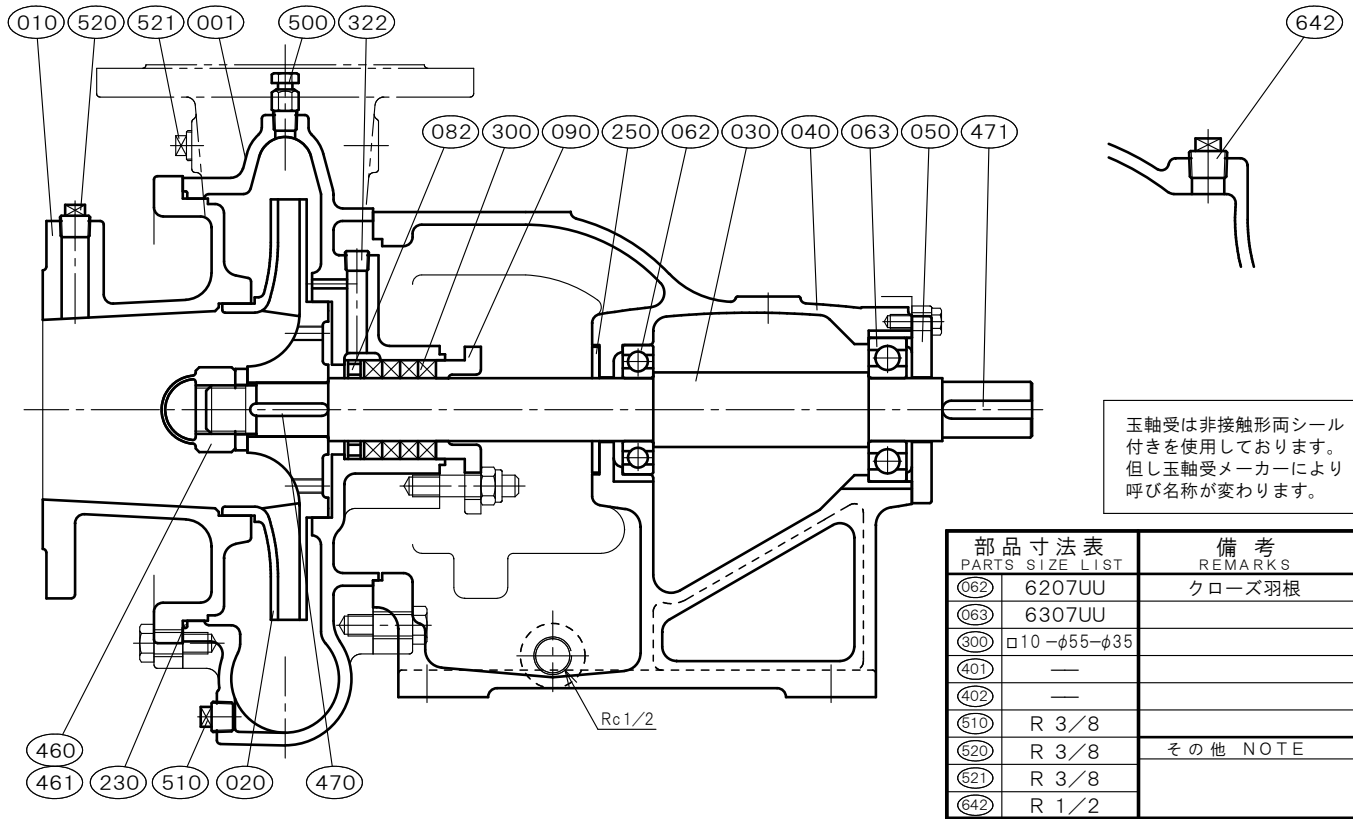 010 520 521 001 500 322 642
082 300 090 250 062 030 040 063 050 471
玉軸受は非接触形両シール
付きを使用しております。
但し玉軸受メーカーにより
呼び名称が変わります。
部品寸法表 備考
PARTS SIZE LIST REMARKS
062 6207UU クローズ羽根
063 6307UU
300 □10-φ55-φ35
401 —
402 —
510 R 3/8
520 R 3/8 その他 NOTE
521 R 3/8
642 R 1/2
Rc1/2
460
461 230 510 020 470